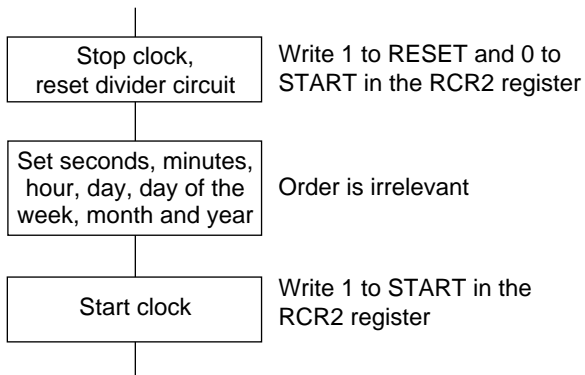 Stop clock,
reset divider circuit
Write 1 to RESET and 0 to
START in the RCR2 register
Set seconds, minutes,
hour, day, day of the
week, month and year
Order is irrelevant
Start clock
Write 1 to START in the
RCR2 register